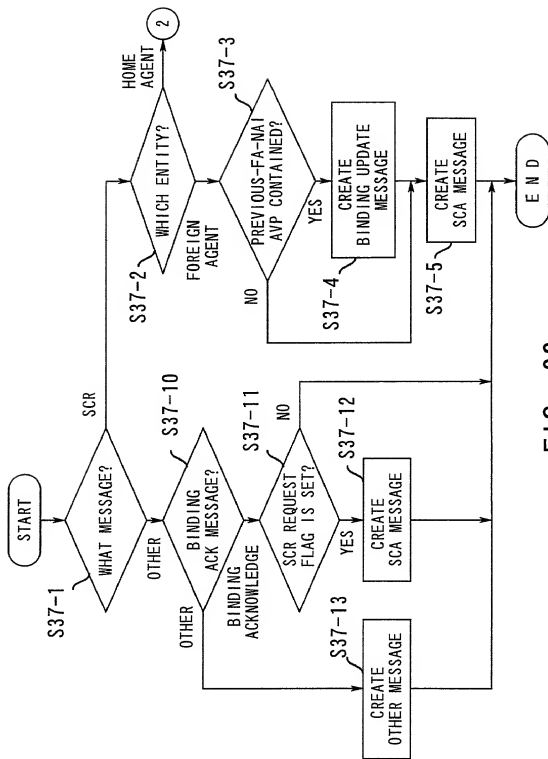 START
S37-1
WHAT MESSAGE?
SCR
OTHER
S37-2
WHICH ENTITY?
HOME
AGENT
2
FOREIGN
AGENT
S37-3
PREVIOUS-FA-NAI
AVP CONTAINED?
NO
YES
S37-4
CREATE
BINDING UPDATE
MESSAGE
S37-5
CREATE
SCA MESSAGE
S37-10
BINDING
ACK MESSAGE?
OTHER
BINDING
ACKNOWLEDGE
S37-11
SCR REQUEST
FLAG IS SET?
NO
YES
S37-12
CREATE
SCA MESSAGE
S37-13
CREATE
OTHER MESSAGE
END
FIG.